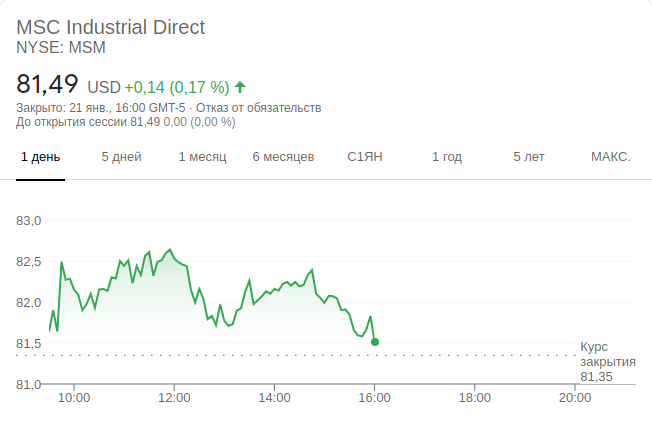 MSC Industrial Direct
NYSE: MSM
81,49 USD +0,14 (0,17 %)
Закрыто: 21 янв., 16:00 GMT-5 · Отказ от обязательств
До открытия сессии 81,49 0,00 (0,00 %)
1 день 5 дней 1 месяц 6 месяцев С1ЯН 1 год 5 лет МАКС.
83,0
82,5
82,0
81,5
Курс
закрытия
81,35
81,0
10:00 12:00 14:00 16:00 18:00 20:00